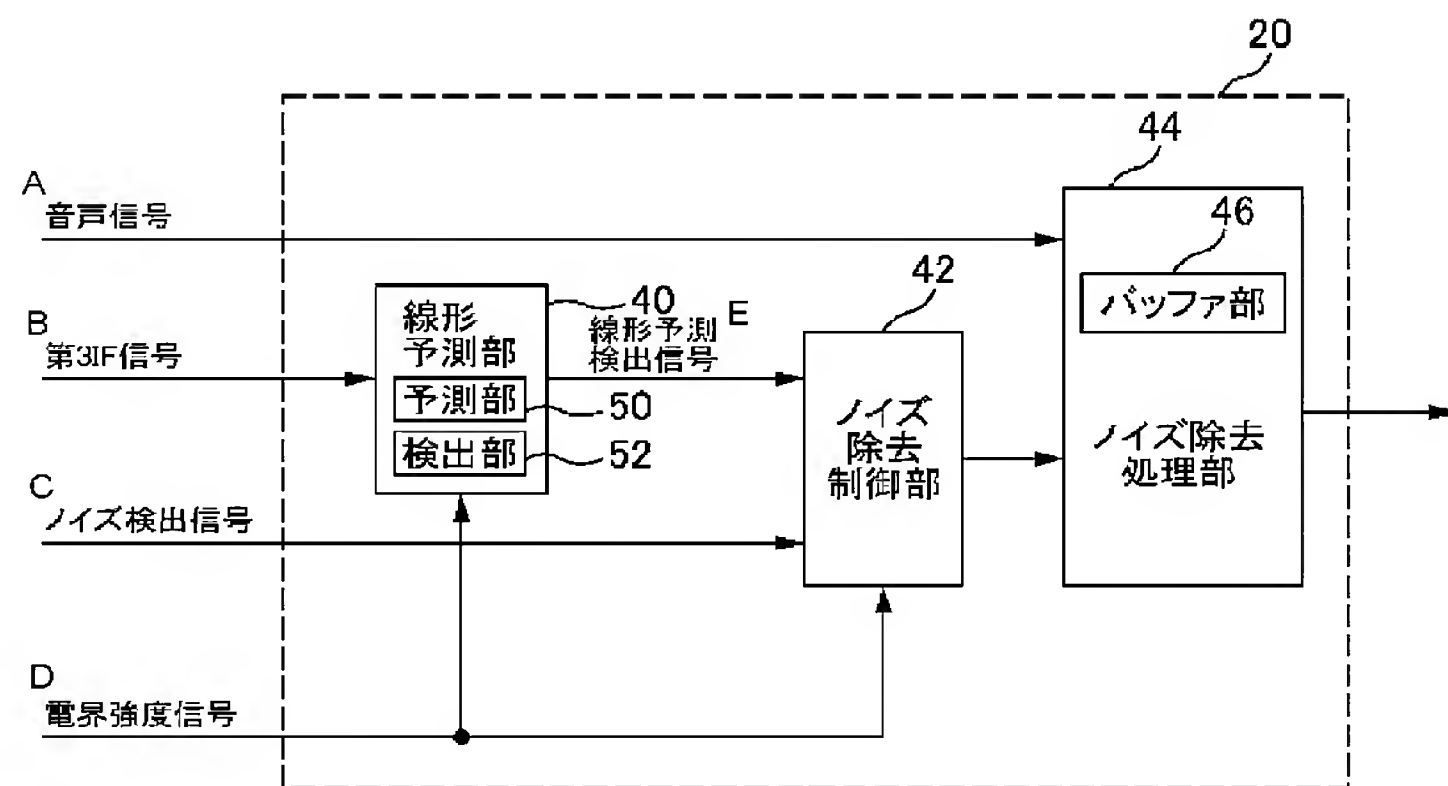 20
44
A
音声信号
46
バッファ部
42
40
B
第3IF信号
線形
予測部
線形予測
検出信号
E
予測部
50
検出部
52
ノイズ
除去
制御部
ノイズ除去
処理部
C
ノイズ検出信号
D
電界強度信号